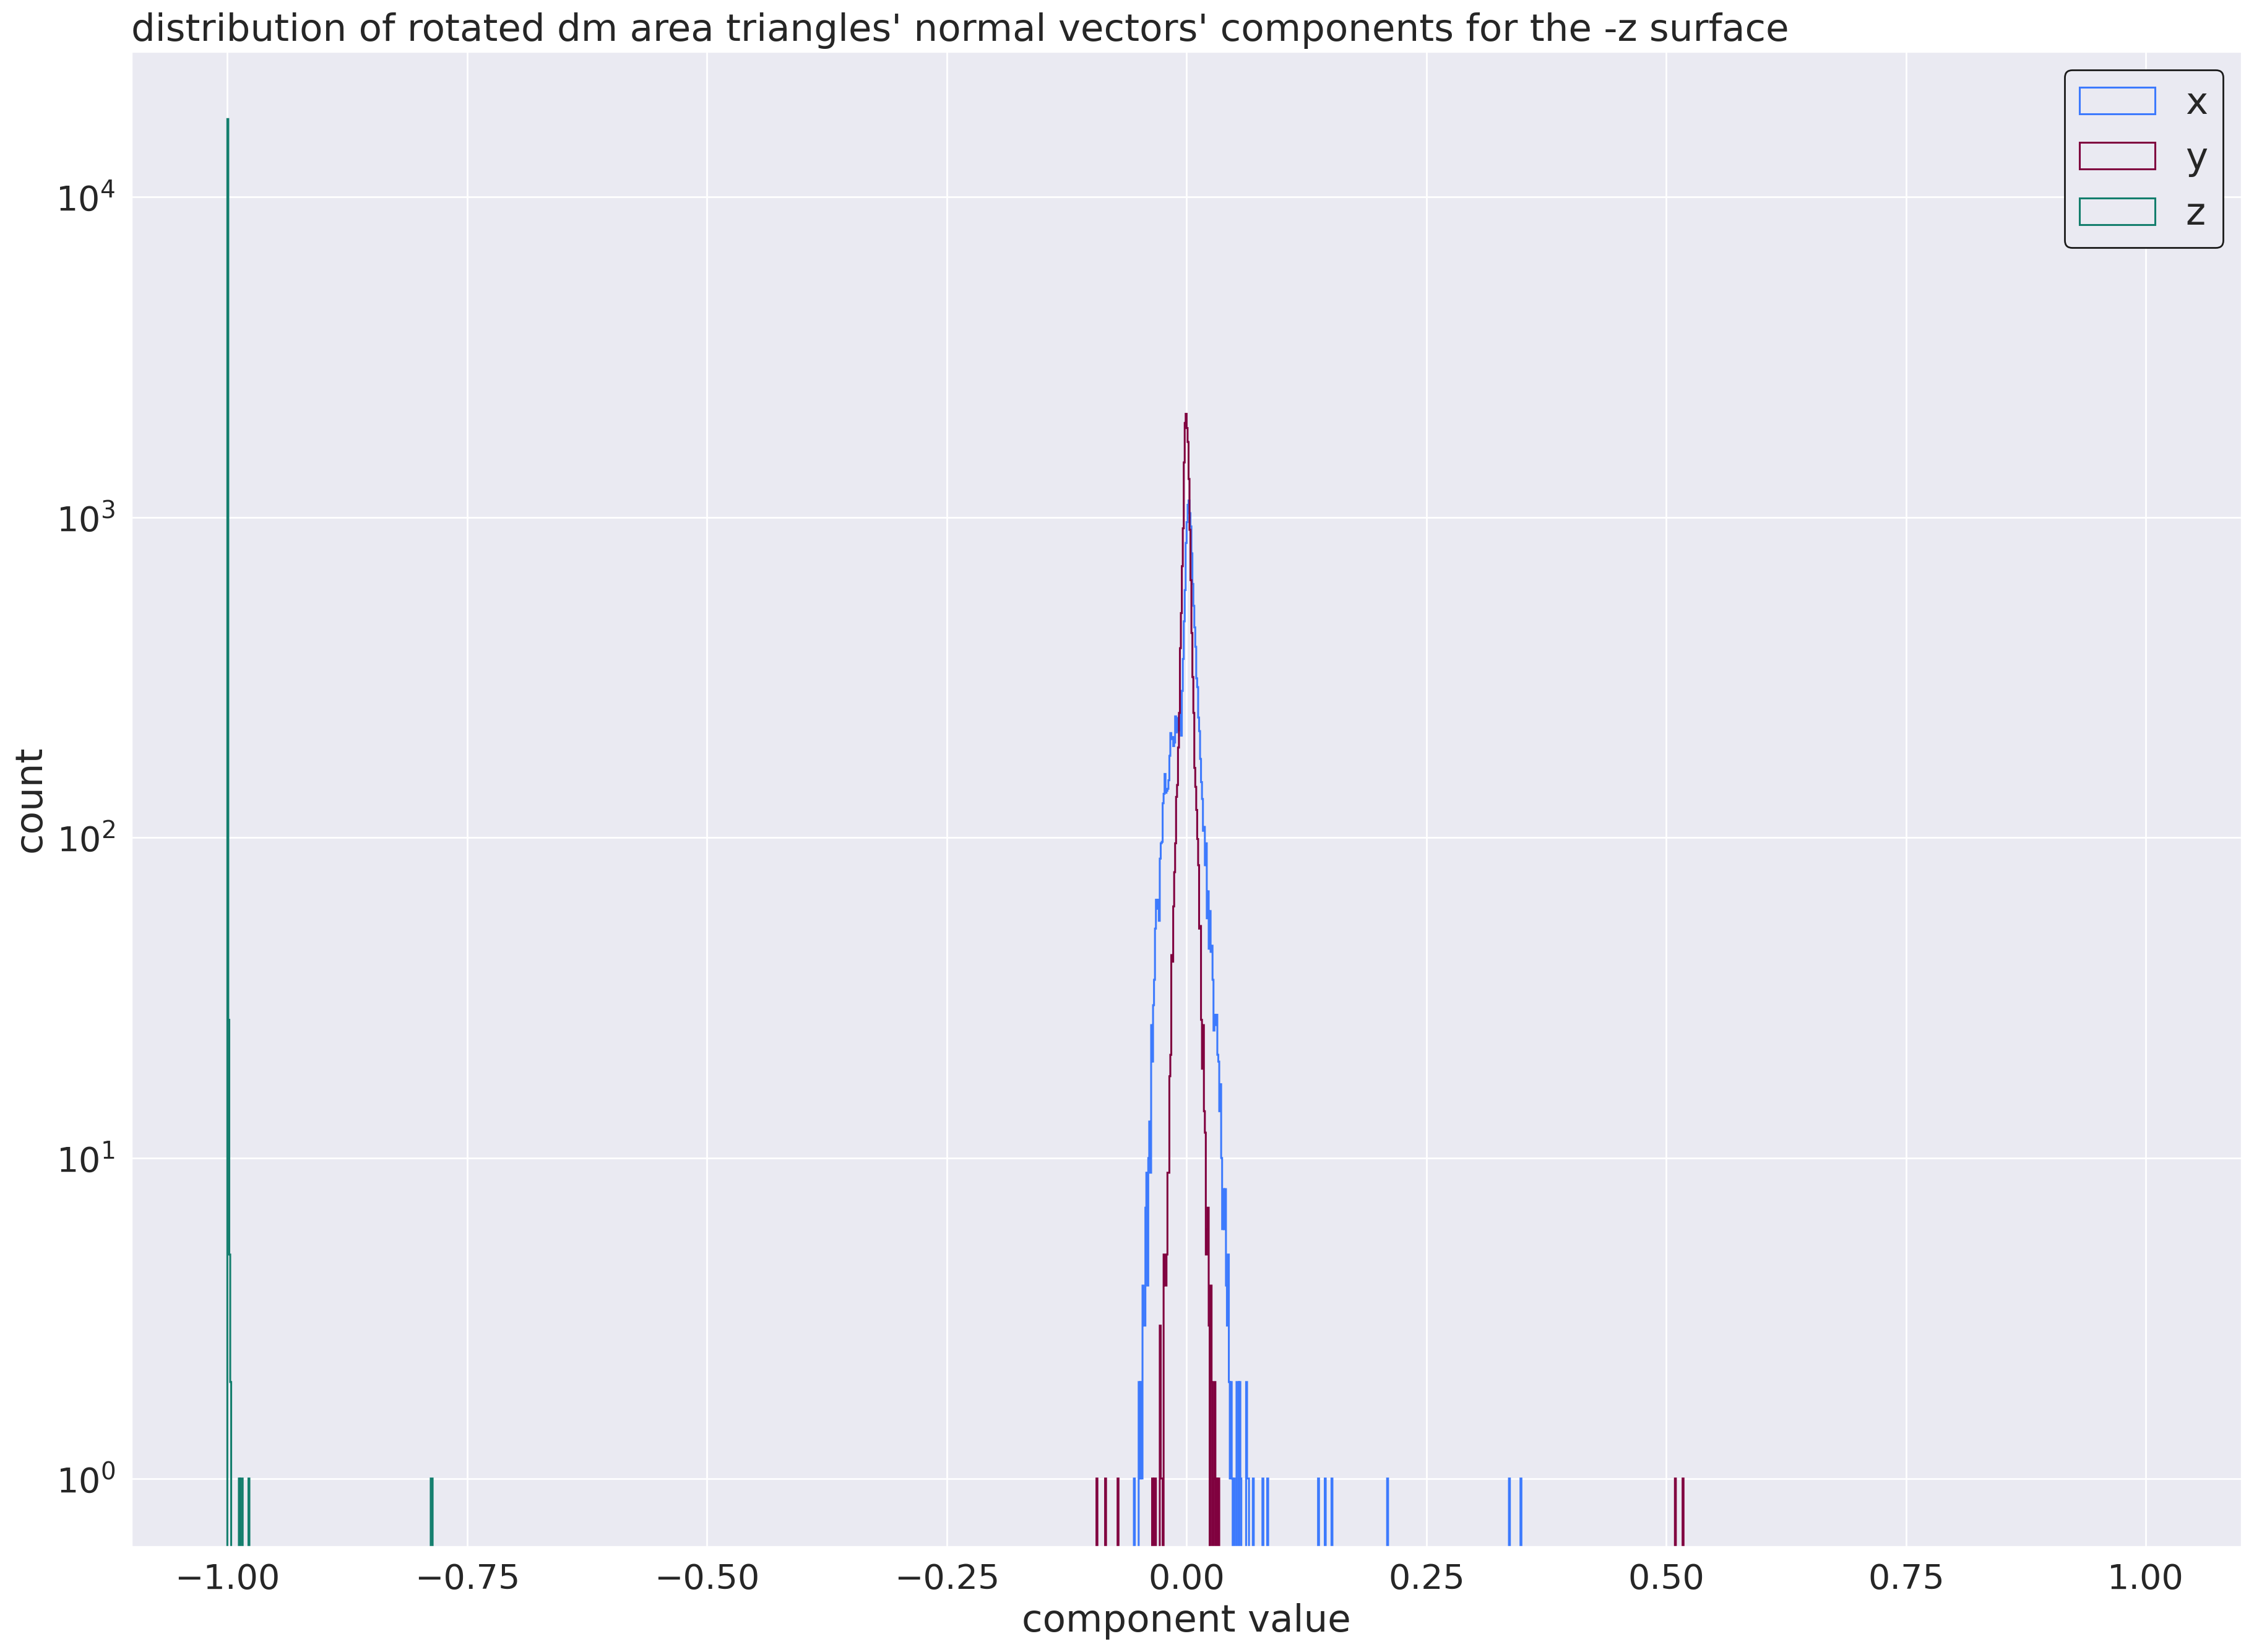 distribution of rotated dm area triangles' normal vectors' components for the -z surface
x
y
z
10⁴
10³
10²
10¹
10⁰
count
−1.00 −0.75 −0.50 −0.25 0.00 0.25 0.50 0.75 1.00
component value